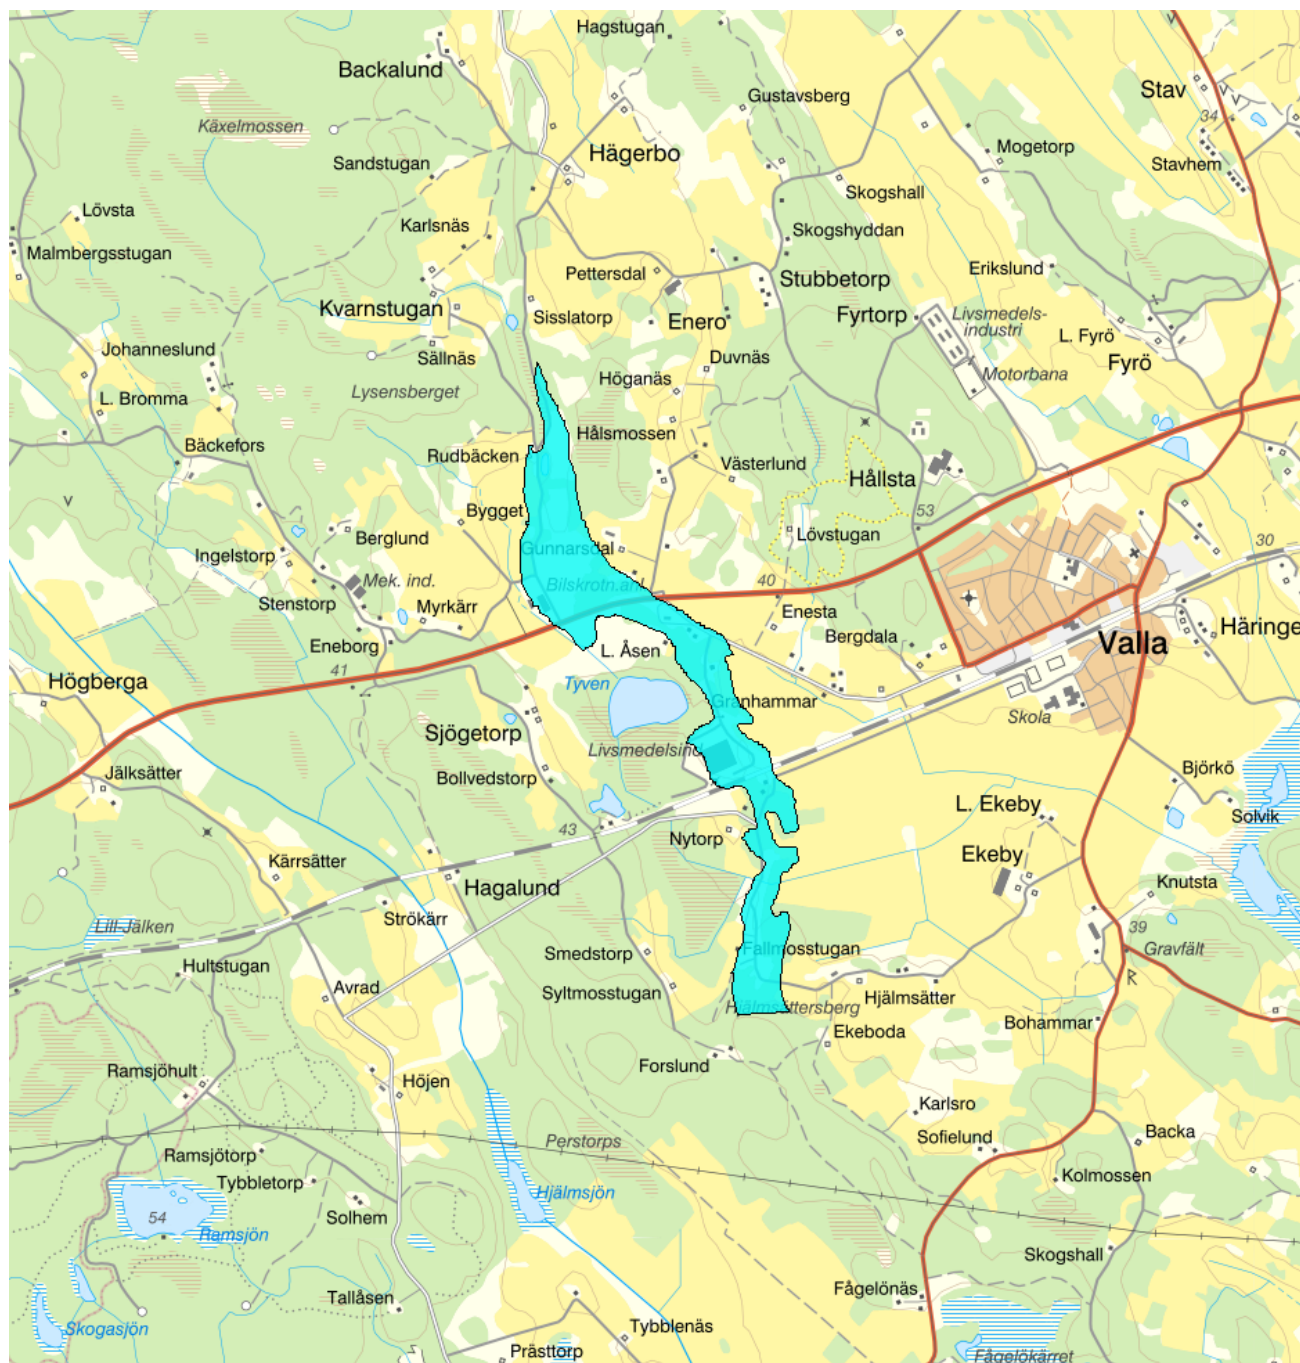 Hagstugan
Backalund
Gustavsberg
Stav
Käxelmossen
34
Sandstugan
Hägerbo
Mogetorp
Stavhem
Skogshall
Lövsta
Karlsnäs
Skogshyddan
Malmbergsstugan
Pettersdal
Stubbetorp
Erikslund
Kvarnstugan
Sisslatorp
Enero
Fyrtorp
Livsmedels-
industri
L. Fyrö
Johanneslund
Sällnäs
Duvnäs
Fyrö
Höganäs
Motorbana
L. Bromma
Lysensberget
Hålsmossen
Bäckefors
Rudbäcken
Västerlund
Hållsta
Bygget
53
Berglund
Gunnarsdal
Lövstugan
30
Ingelstorp
Mek. ind.
Bilskrotn.anl.
40
Stenstorp
Myrkärr
Enesta
Eneborg
Bergdala
Valla
Häringe
L. Åsen
41
Högberga
Tyven
Granhammar
Skola
Sjögetorp
Livsmedelsind
Jälksätter
Bollvedstorp
Björkö
L. Ekeby
Solvik
43
Nytorp
Kärrsätter
Ekeby
Hagalund
Knutsta
Strökärr
Lill-Jälken
39
Smedstorp
Fallmosstugan
Gravfält
Hultstugan
R
Avrad
Syltmosstugan
Hjälmsätter
Hjälmsättersberg
Bohammar
Ekeboda
Forslund
Ramsjöhult
Höjen
Karlsro
Perstorps
Sofielund
Backa
Ramsjötorp
Kolmossen
Tybbletorp
Hjälmsjön
54
Solhem
Ramsjön
Skogshall
Fågelönäs
Tallåsen
Skogasjön
Tybblenäs
Prästtorp
Fågelökärret